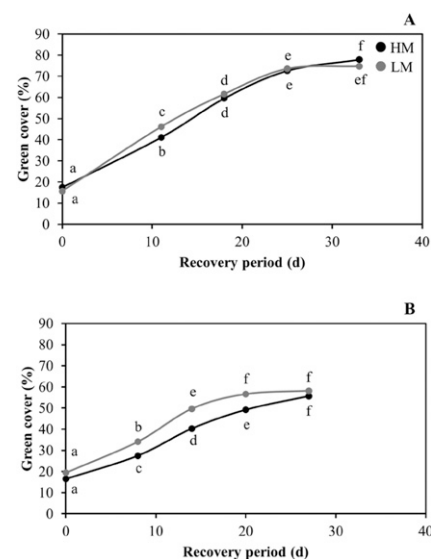 A
90
80
70
60
50
40
30
20
10
0
Green cover (%)
a
a
c
b
d
d
e
e
f
ef
HM
LM
0 10 20 30 40
Recovery period (d)
B
90
80
70
60
50
40
30
20
10
0
Green cover (%)
a
a
b
c
e
d
f
e
f
f
0 10 20 30 40
Recovery period (d)